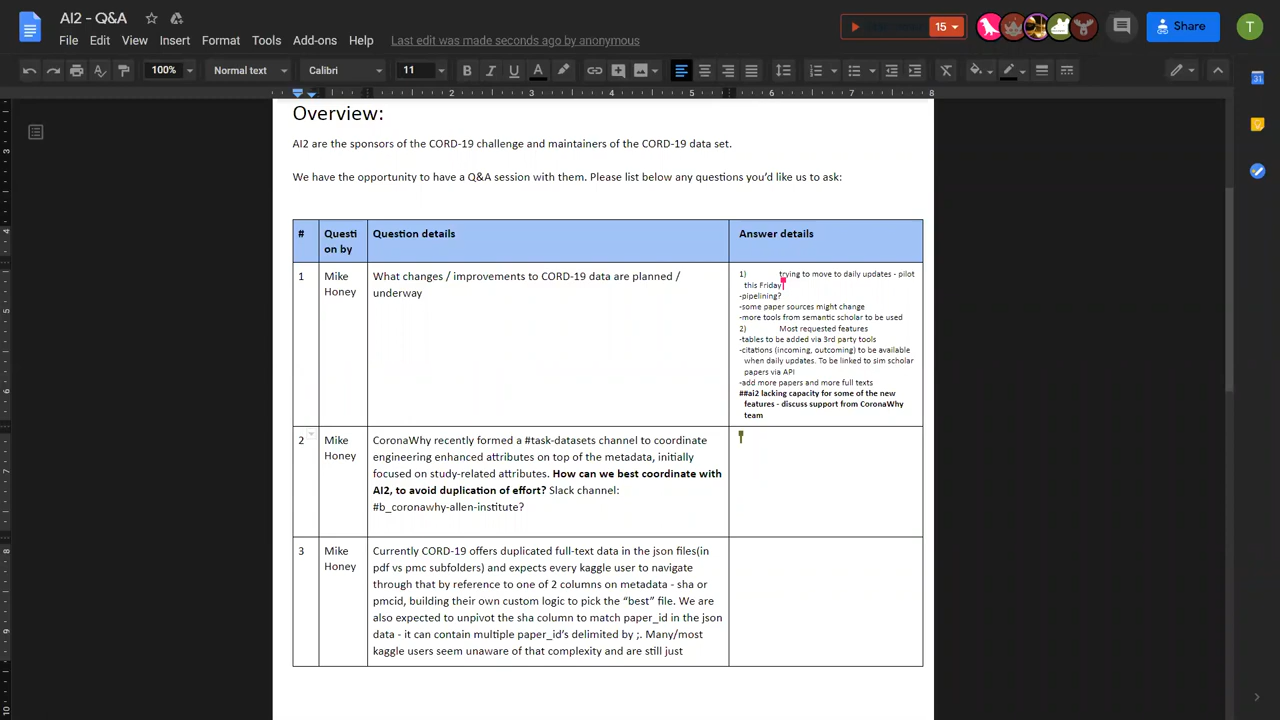 AI2 - Q&A
15
Share
T
File Edit View Insert Format Tools Add-ons Help Last edit was made seconds ago by anonymous
100% Normal text Calibri 11 B I U A
2 3 4 5 6 7 8
Overview:
AI2 are the sponsors of the CORD-19 challenge and maintainers of the CORD-19 data set.
We have the opportunity to have a Q&A session with them. Please list below any questions you'd like us to ask:
# Questi
on by Question details Answer details
1 Mike
Honey
What changes / improvements to CORD-19 data are planned /
underway
1) trying to move to daily updates - pilot
this Friday
-pipelining?
-some paper sources might change
-more tools from semantic scholar to be used
2) Most requested features
-tables to be added via 3rd party tools
-citations (incoming, outcoming) to be available
when daily updates. To be linked to sim scholar
papers via API
-add more papers and more full texts
##ai2 lacking capacity for some of the new
features - discuss support from CoronaWhy
team
2 Mike
Honey
CoronaWhy recently formed a #task-datasets channel to coordinate
engineering enhanced attributes on top of the metadata, initially
focused on study-related attributes. How can we best coordinate with
AI2, to avoid duplication of effort? Slack channel:
#b_coronawhy-allen-institute?
3 Mike
Honey
Currently CORD-19 offers duplicated full-text data in the json files(in
pdf vs pmc subfolders) and expects every kaggle user to navigate
through that by reference to one of 2 columns on metadata - sha or
pmcid, building their own custom logic to pick the “best” file. We are
also expected to unpivot the sha column to match paper_id in the json
data - it can contain multiple paper_id's delimited by ;. Many/most
kaggle users seem unaware of that complexity and are still just